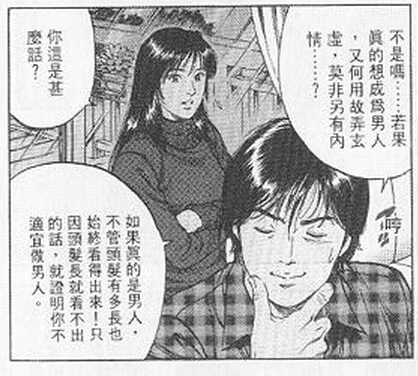 不是嗎……若果
眞的想成爲男人
，又何用故弄玄
虛，莫非另有內
情……？
吟
你這是甚
麼話？
如果眞的是男人，
不管頭髮有多長也
始終看得出來！只
因頭髮長就看不出
的話，就證明你不
適宜做男人。